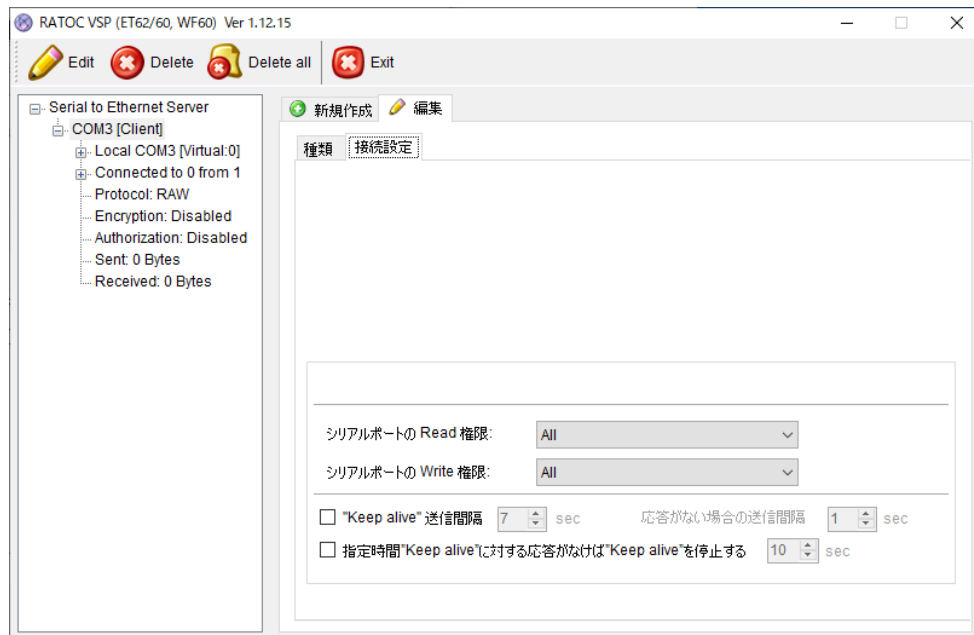 RATOC VSP (ET62/60, WF60) Ver 1.12.15
Edit Delete Delete all Exit
Serial to Ethernet Server
COM3 [Client]
Local COM3 [Virtual:0]
Connected to 0 from 1
Protocol: RAW
Encryption: Disabled
Authorization: Disabled
Sent: 0 Bytes
Received: 0 Bytes
新規作成 編集
種類 接続設定
シリアルポートの Read 権限: All
シリアルポートの Write 権限: All
"Keep alive" 送信間隔 7 sec 応答がない場合の送信間隔 1 sec
指定時間"Keep alive"に対する応答がなけば"Keep alive"を停止する 10 sec